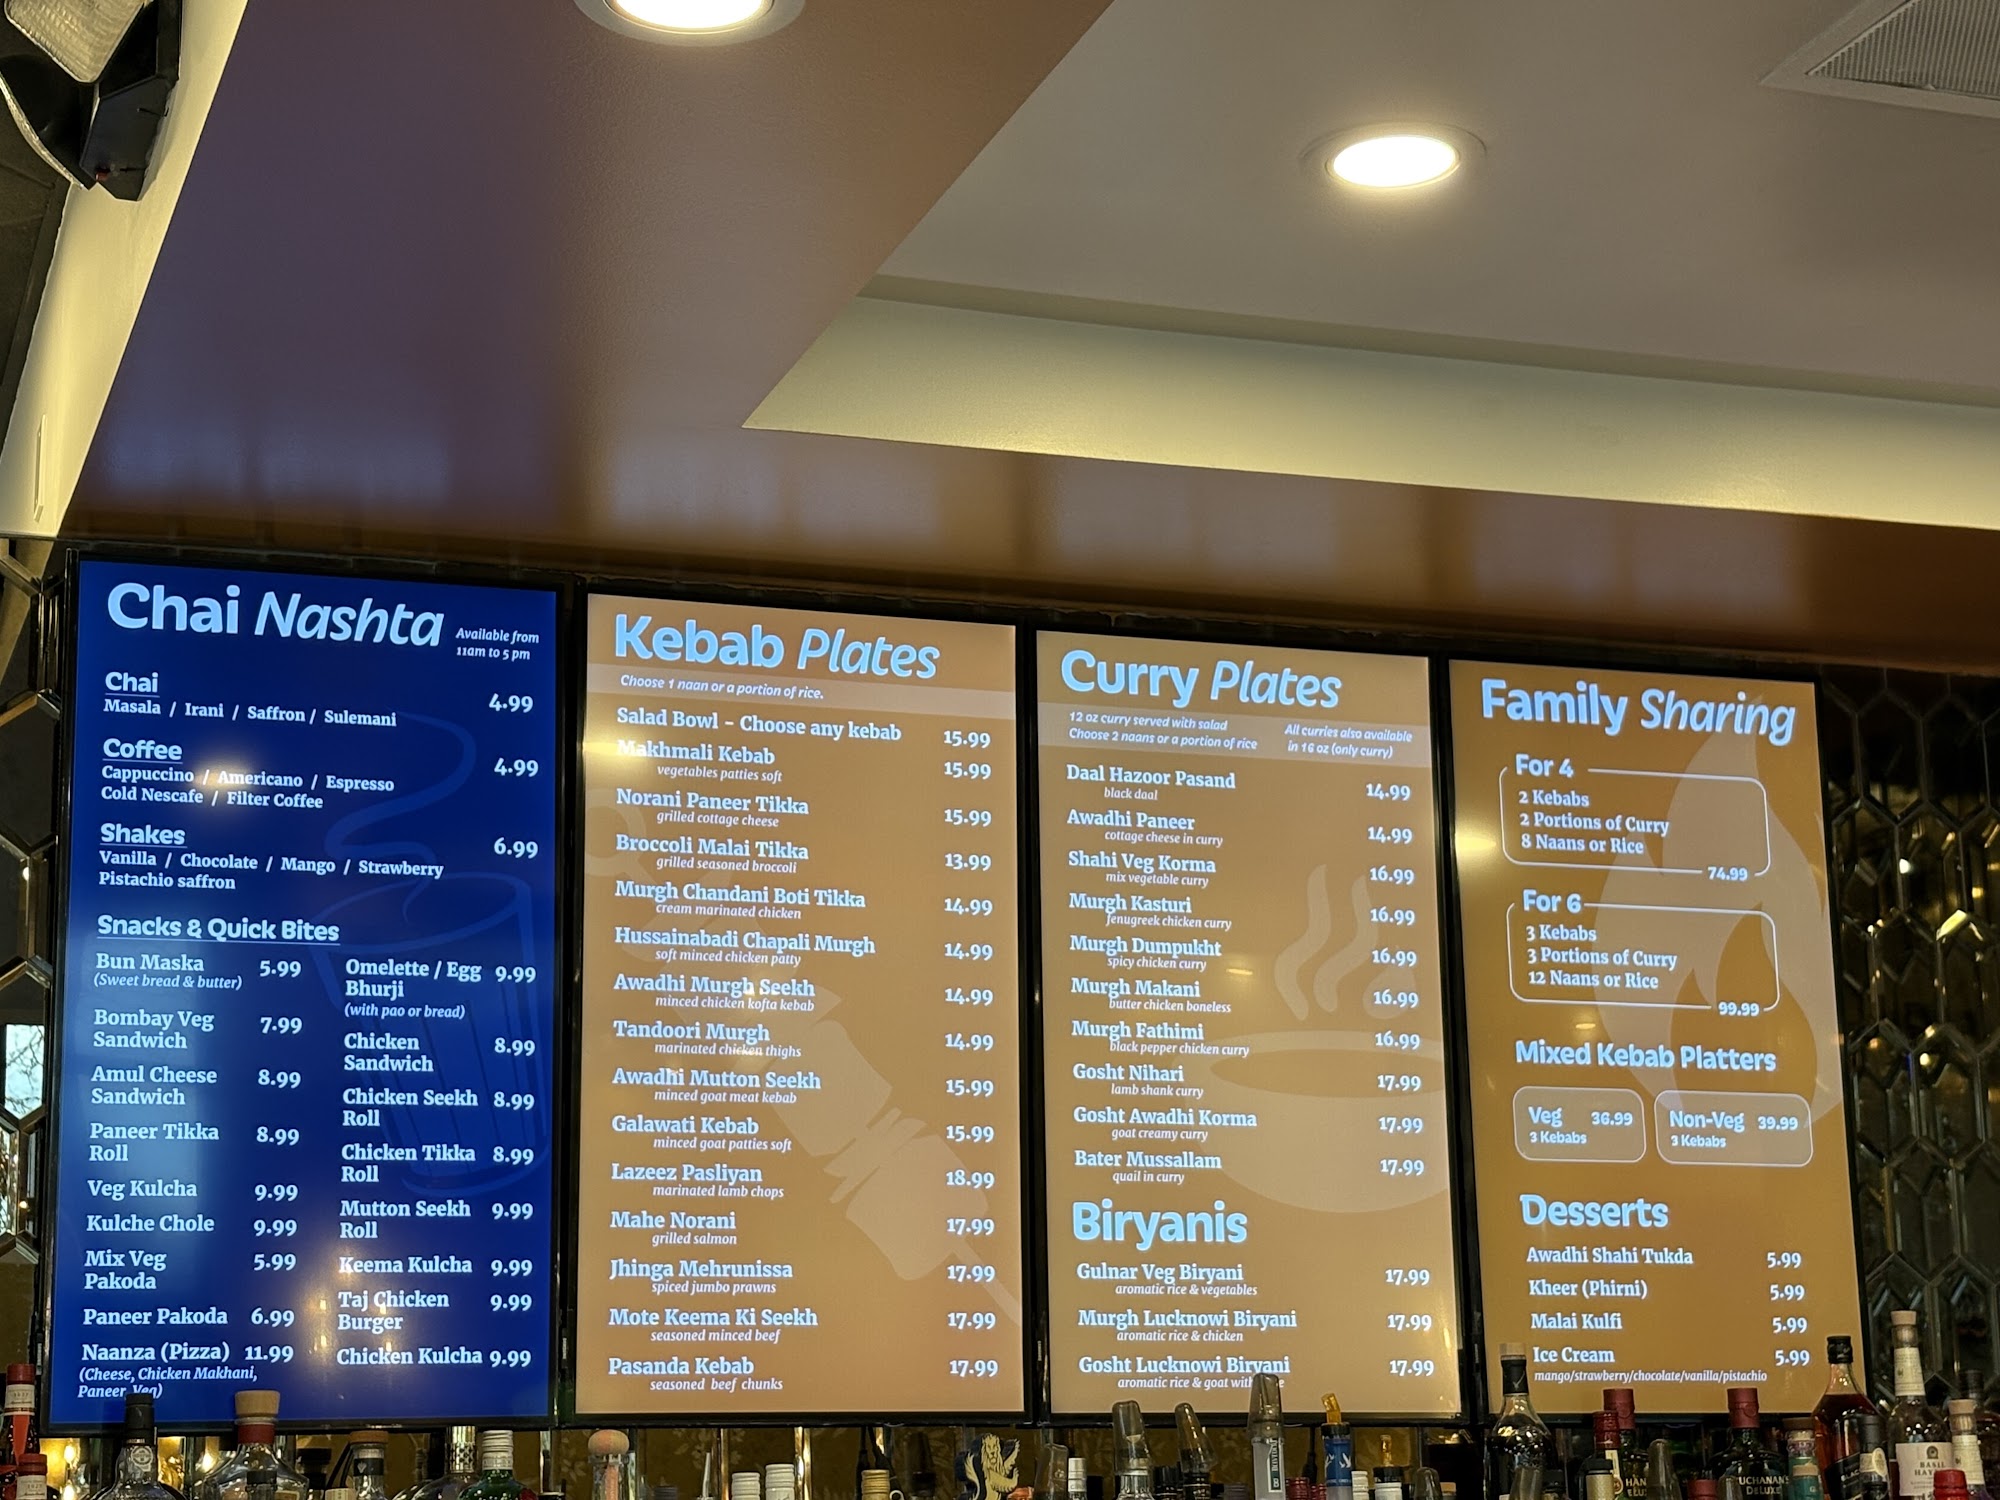 Chai Nashta Available from
11am to 5 pm
Chai 4.99
Masala / Irani / Saffron / Sulemani
Coffee 4.99
Cappuccino / Americano / Espresso
Cold Nescafe / Filter Coffee
Shakes 6.99
Vanilla / Chocolate / Mango / Strawberry
Pistachio saffron
Snacks & Quick Bites
Bun Maska 5.99
(Sweet bread & butter)
Bombay Veg 7.99
Sandwich
Amul Cheese 8.99
Sandwich
Paneer Tikka 8.99
Roll
Veg Kulcha 9.99
Kulche Chole 9.99
Mix Veg 5.99
Pakoda
Paneer Pakoda 6.99
Naanza (Pizza) 11.99
(Cheese, Chicken Makhani,
Paneer, Veg)
Omelette / Egg 9.99
Bhurji
(with pao or bread)
Chicken 8.99
Sandwich
Chicken Seekh 8.99
Roll
Chicken Tikka 8.99
Roll
Mutton Seekh 9.99
Roll
Keema Kulcha 9.99
Taj Chicken 9.99
Burger
Chicken Kulcha 9.99
Kebab Plates
Choose 1 naan or a portion of rice.
Salad Bowl - Choose any kebab 15.99
Makhmali Kebab 15.99
vegetables patties soft
Norani Paneer Tikka 15.99
grilled cottage cheese
Broccoli Malai Tikka 13.99
grilled seasoned broccoli
Murgh Chandani Boti Tikka 14.99
cream marinated chicken
Hussainabadi Chapali Murgh 14.99
soft minced chicken patty
Awadhi Murgh Seekh 14.99
minced chicken kofta kebab
Tandoori Murgh 14.99
marinated chicken thighs
Awadhi Mutton Seekh 15.99
minced goat meat kebab
Galawati Kebab 15.99
minced goat patties soft
Lazeez Pasliyan 18.99
marinated lamb chops
Mahe Norani 17.99
grilled salmon
Jhinga Mehrunissa 17.99
spiced jumbo prawns
Mote Keema Ki Seekh 17.99
seasoned minced beef
Pasanda Kebab 17.99
seasoned beef chunks
Curry Plates
12 oz curry served with salad
Choose 2 naans or a portion of rice
All curries also available
in 16 oz (only curry)
Daal Hazoor Pasand 14.99
black daal
Awadhi Paneer 14.99
cottage cheese in curry
Shahi Veg Korma 16.99
mix vegetable curry
Murgh Kasturi 16.99
fenugreek chicken curry
Murgh Dumpukht 16.99
spicy chicken curry
Murgh Makani 16.99
butter chicken boneless
Murgh Fathimi 16.99
black pepper chicken curry
Gosht Nihari 17.99
lamb shank curry
Gosht Awadhi Korma 17.99
goat creamy curry
Bater Mussallam 17.99
quail in curry
Biryanis
Gulnar Veg Biryani 17.99
aromatic rice & vegetables
Murgh Lucknowi Biryani 17.99
aromatic rice & chicken
Gosht Lucknowi Biryani 17.99
aromatic rice & goat with
Family Sharing
For 4
2 Kebabs
2 Portions of Curry
8 Naans or Rice
74.99
For 6
3 Kebabs
3 Portions of Curry
12 Naans or Rice
99.99
Mixed Kebab Platters
Veg 36.99
3 Kebabs
Non-Veg 39.99
3 Kebabs
Desserts
Awadhi Shahi Tukda 5.99
Kheer (Phirni) 5.99
Malai Kulfi 5.99
Ice Cream 5.99
mango/strawberry/chocolate/vanilla/pistachio